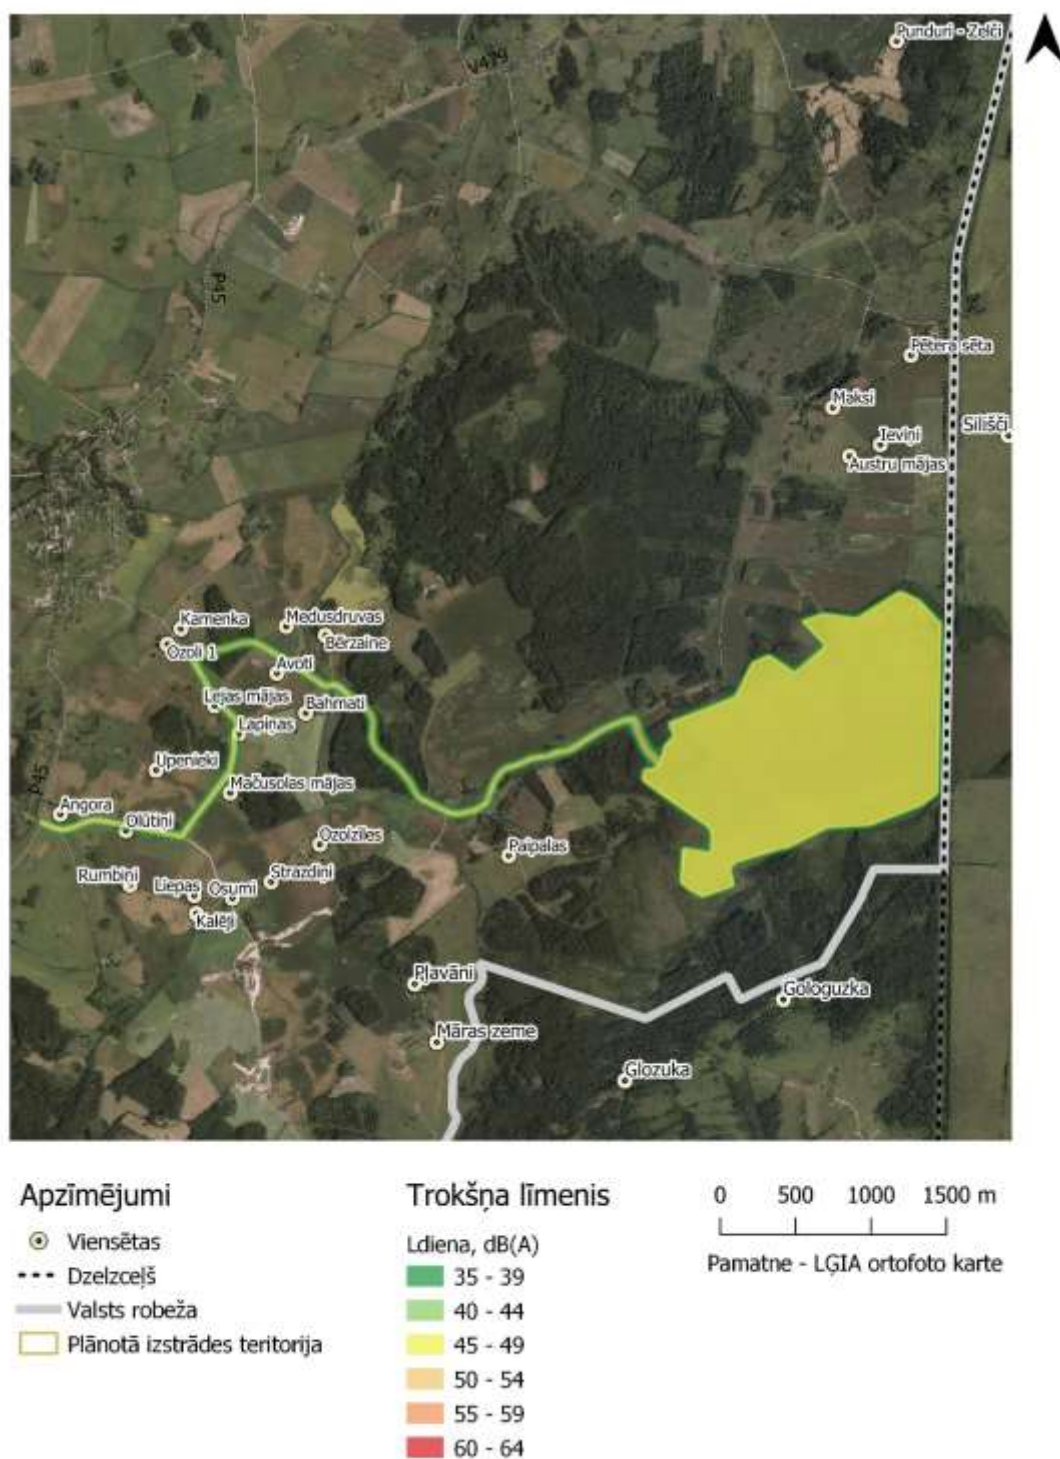 Punduri - Zelči
V499
P45
Pētera sēta
Maksi
Silišči
Ieviņi
Austru mājas
Kamenka
Medusdruvas
Ozoli 1
Bērzaine
Avoti
Lejas mājas
Bahmati
Lapiņas
Upenieki
P45
Mačusolas mājas
Angora
Olūtiņi
Ozolzīles
Paipalas
Rumbiņi
Liepas
Osumi
Strazdiņi
Kalēji
Pļavāni
Gologuzka
Māras zeme
Glozuka
Apzīmējumi
Viensētas
Dzelzceļš
Valsts robeža
Plānotā izstrādes teritorija
Trokšņa līmenis
Ldiena, dB(A)
35 - 39
40 - 44
45 - 49
50 - 54
55 - 59
60 - 64
0 500 1000 1500 m
Pamatne - LĢIA ortofoto karte